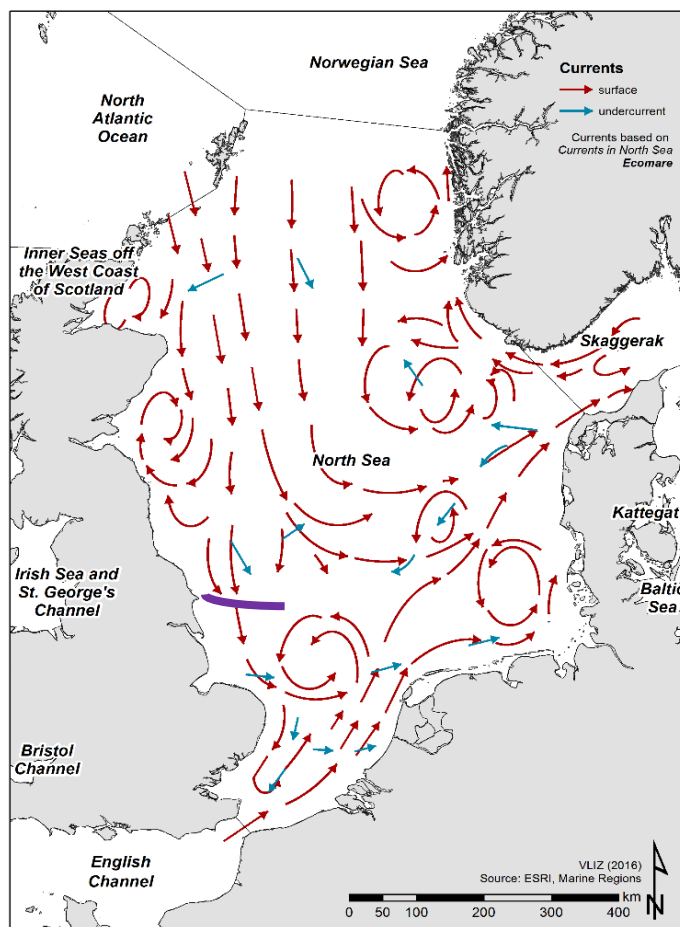 Norwegian Sea
North
Atlantic
Ocean
Currents
surface
undercurrent
Currents based on
Currents in North Sea
Ecomare
Inner Seas off
the West Coast
of Scotland
Skaggerak
North Sea
Kattegat
Irish Sea and
St. George's
Channel
Baltic
Sea
Bristol
Channel
English
Channel
VLIZ (2016)
Source: ESRI, Marine Regions
km
0 50 100 200 300 400
N